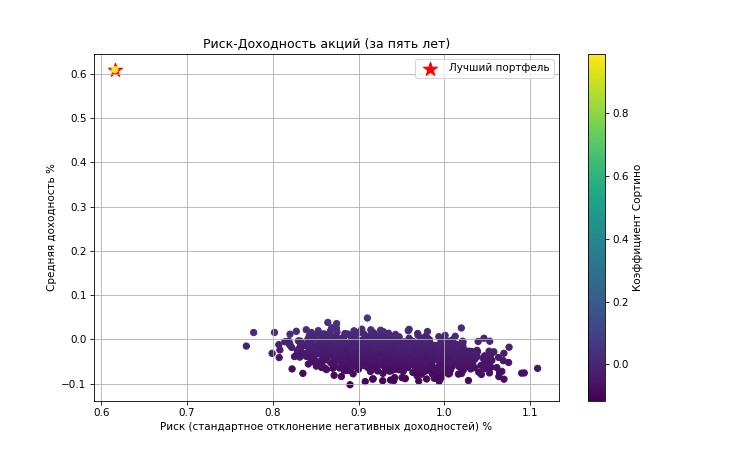 Риск-Доходность акций (за пять лет)
Лучший портфель
Средняя доходность %
0.6
0.5
0.4
0.3
0.2
0.1
0.0
−0.1
0.6 0.7 0.8 0.9 1.0 1.1
Риск (стандартное отклонение негативных доходностей) %
0.8
0.6
0.4
0.2
0.0
Коэффициент Сортино